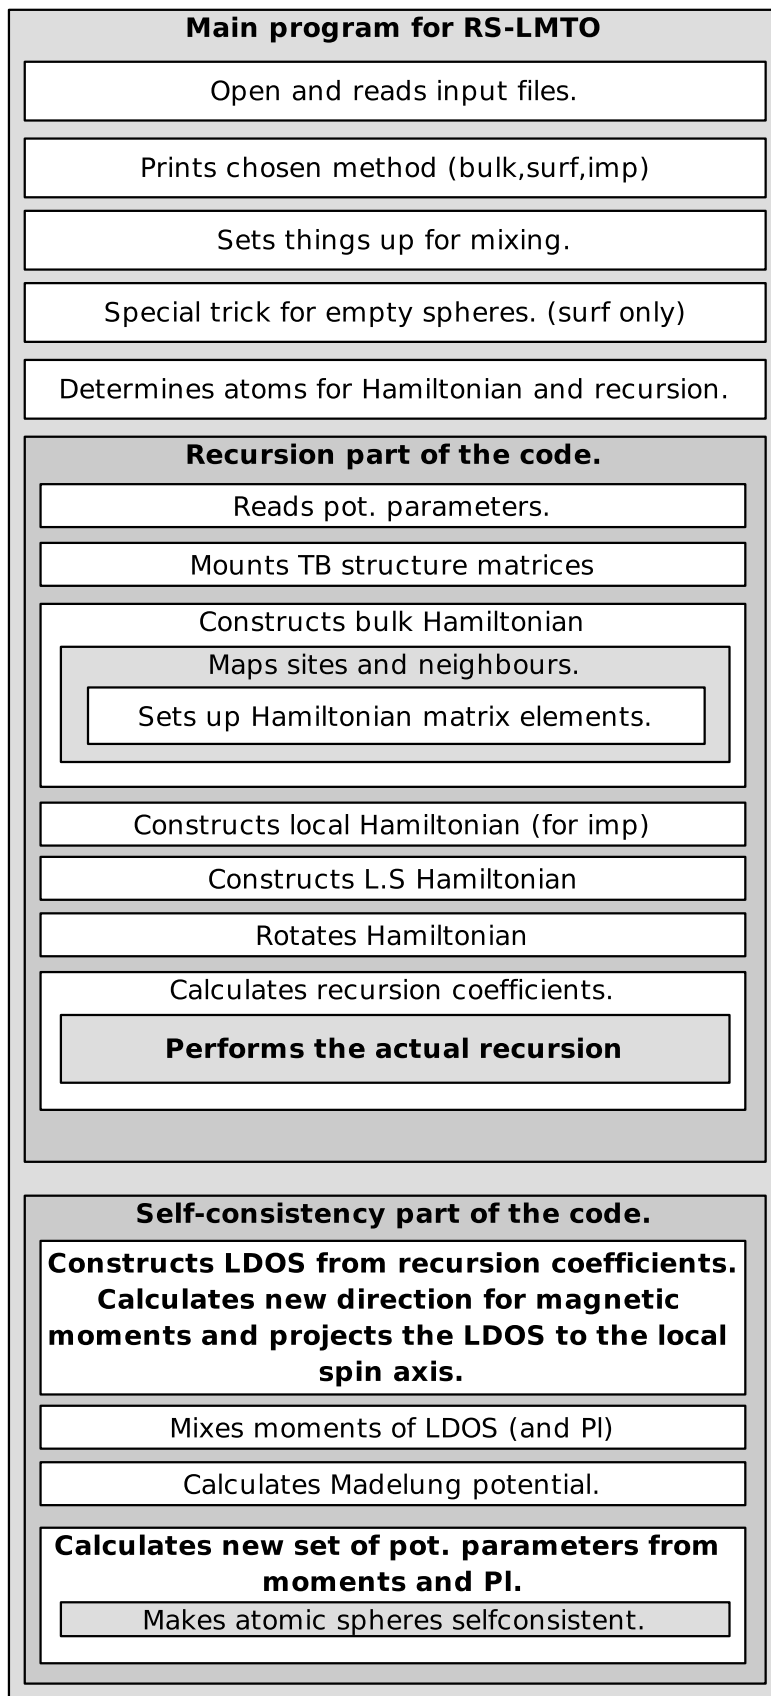 Main program for RS-LMTO
Open and reads input files.
Prints chosen method (bulk,surf,imp)
Sets things up for mixing.
Special trick for empty spheres. (surf only)
Determines atoms for Hamiltonian and recursion.
Recursion part of the code.
Reads pot. parameters.
Mounts TB structure matrices
Constructs bulk Hamiltonian
Maps sites and neighbours.
Sets up Hamiltonian matrix elements.
Constructs local Hamiltonian (for imp)
Constructs L.S Hamiltonian
Rotates Hamiltonian
Calculates recursion coefficients.
Performs the actual recursion
Self-consistency part of the code.
Constructs LDOS from recursion coefficients.
Calculates new direction for magnetic
moments and projects the LDOS to the local
spin axis.
Mixes moments of LDOS (and Pl)
Calculates Madelung potential.
Calculates new set of pot. parameters from
moments and Pl.
Makes atomic spheres selfconsistent.